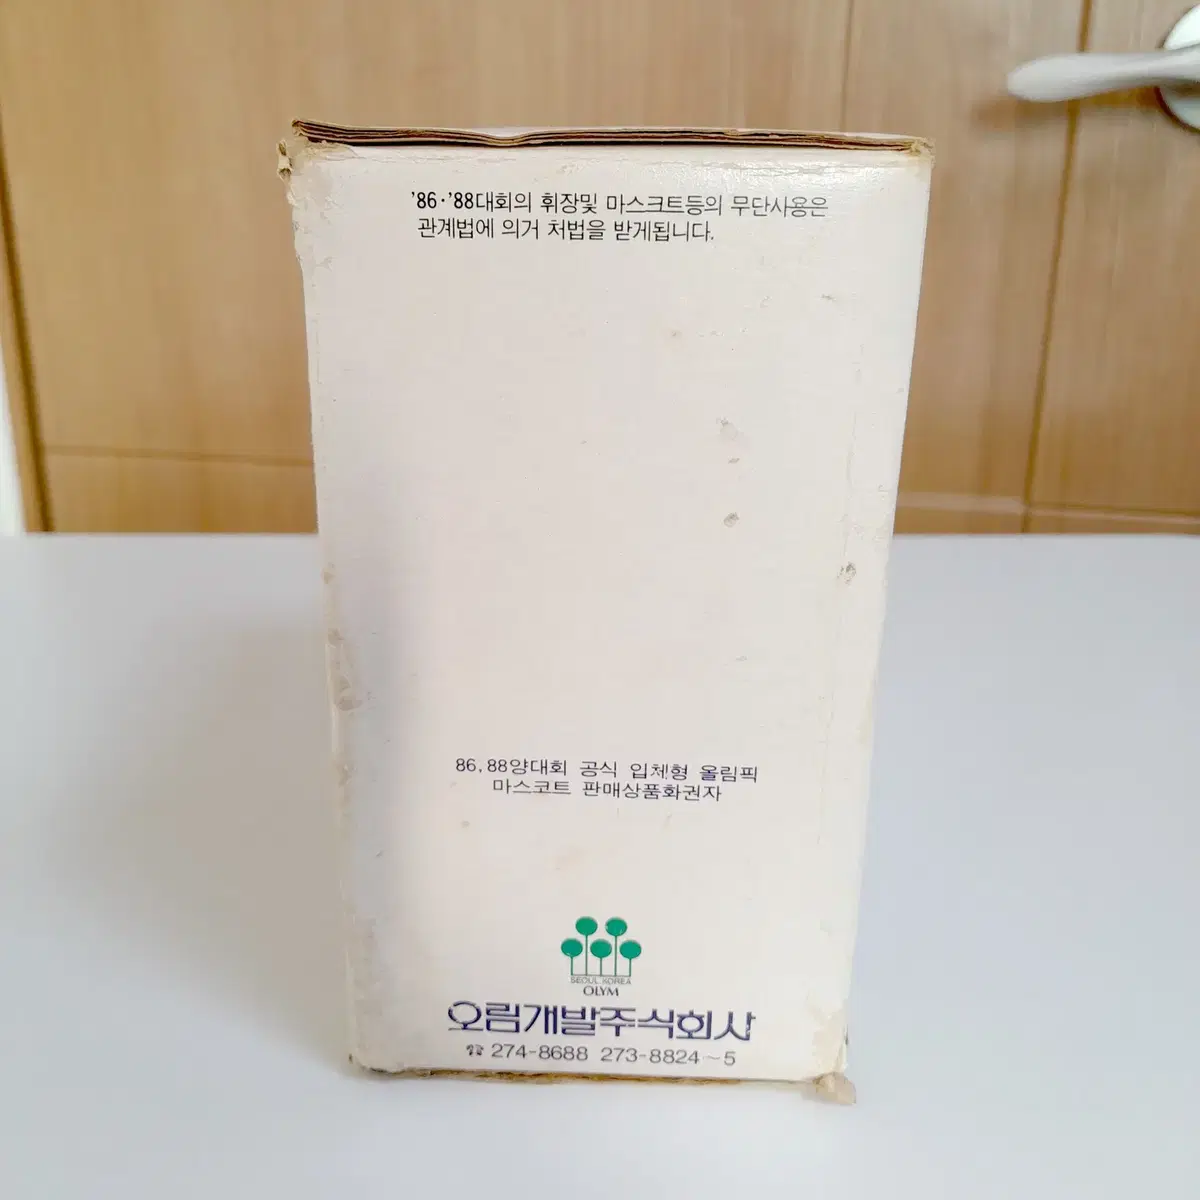 '86·'88대회의 휘장및 마스코트등의 무단사용은
관계법에 의거 처벌을 받게됩니다.
86, 88양대회 공식 입체형 올림픽
마스코트 판매상품화권자
SEOUL KOREA
OLYM
오림개발주식회사
274-8688 273-8824~5